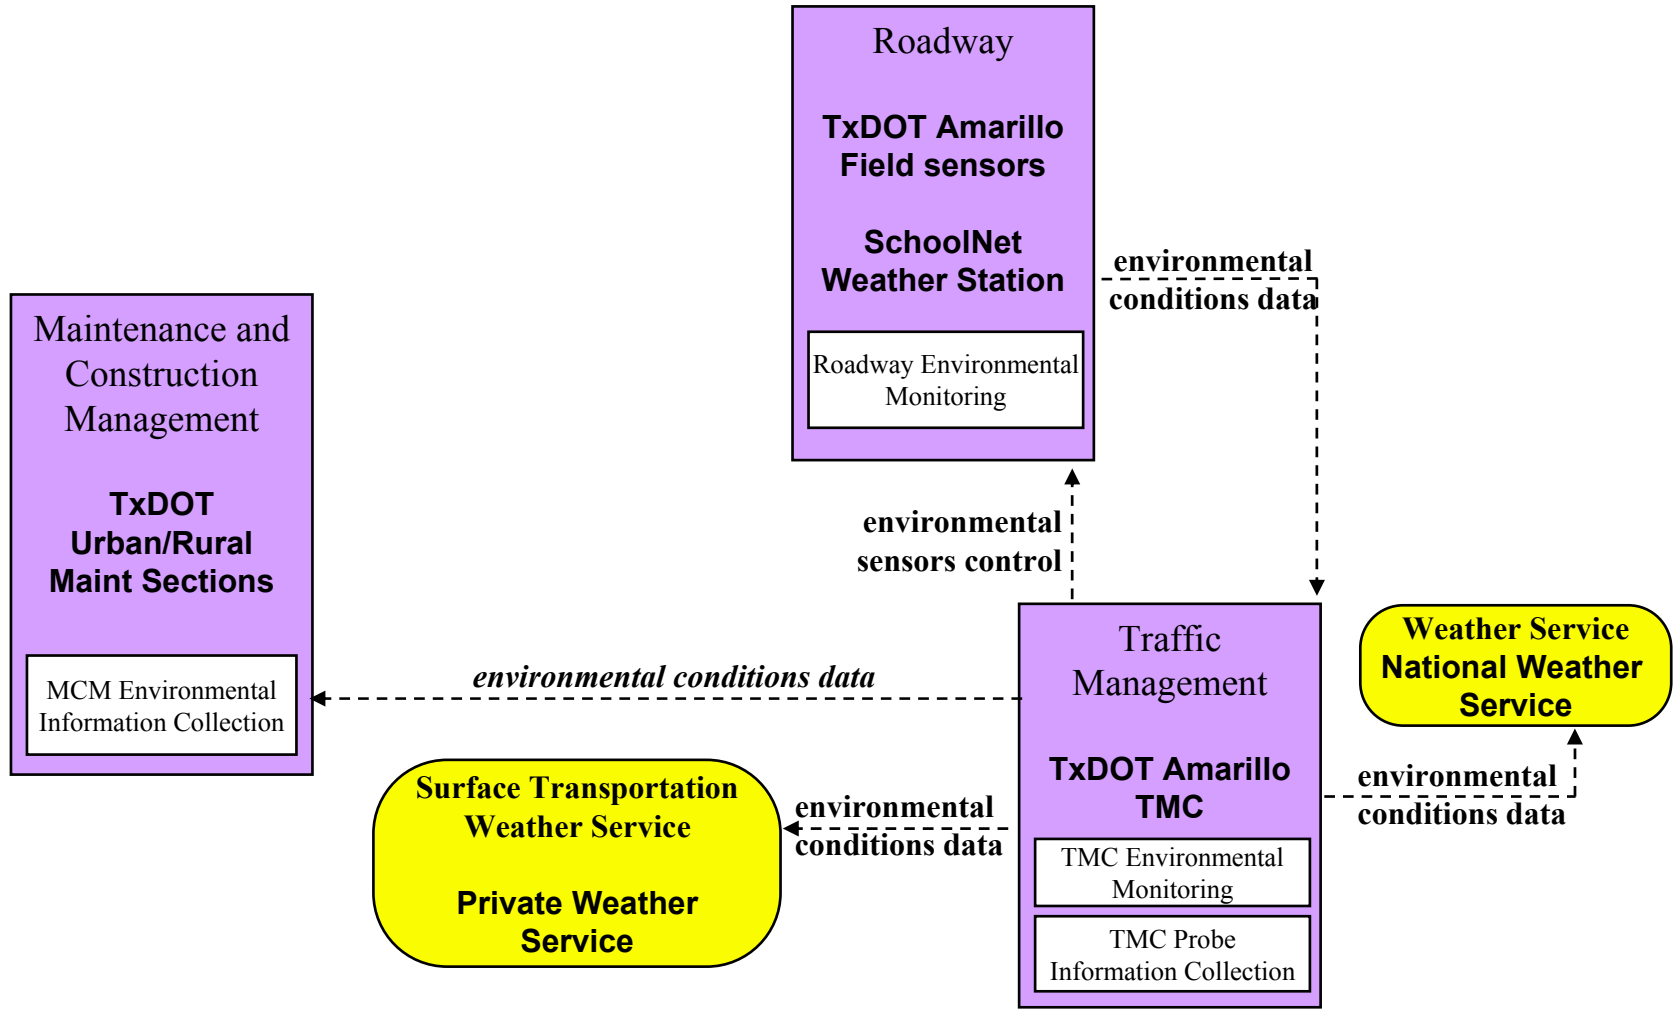 Roadway
TxDOT Amarillo
Field sensors
SchoolNet
Weather Station
Roadway Environmental
Monitoring
environmental
conditions data
Maintenance and
Construction
Management
TxDOT
Urban/Rural
Maint Sections
MCM Environmental
Information Collection
environmental
sensors control
environmental conditions data
Traffic
Management
TxDOT Amarillo
TMC
TMC Environmental
Monitoring
TMC Probe
Information Collection
Weather Service
National Weather
Service
environmental
conditions data
Surface Transportation
Weather Service
Private Weather
Service
environmental
conditions data